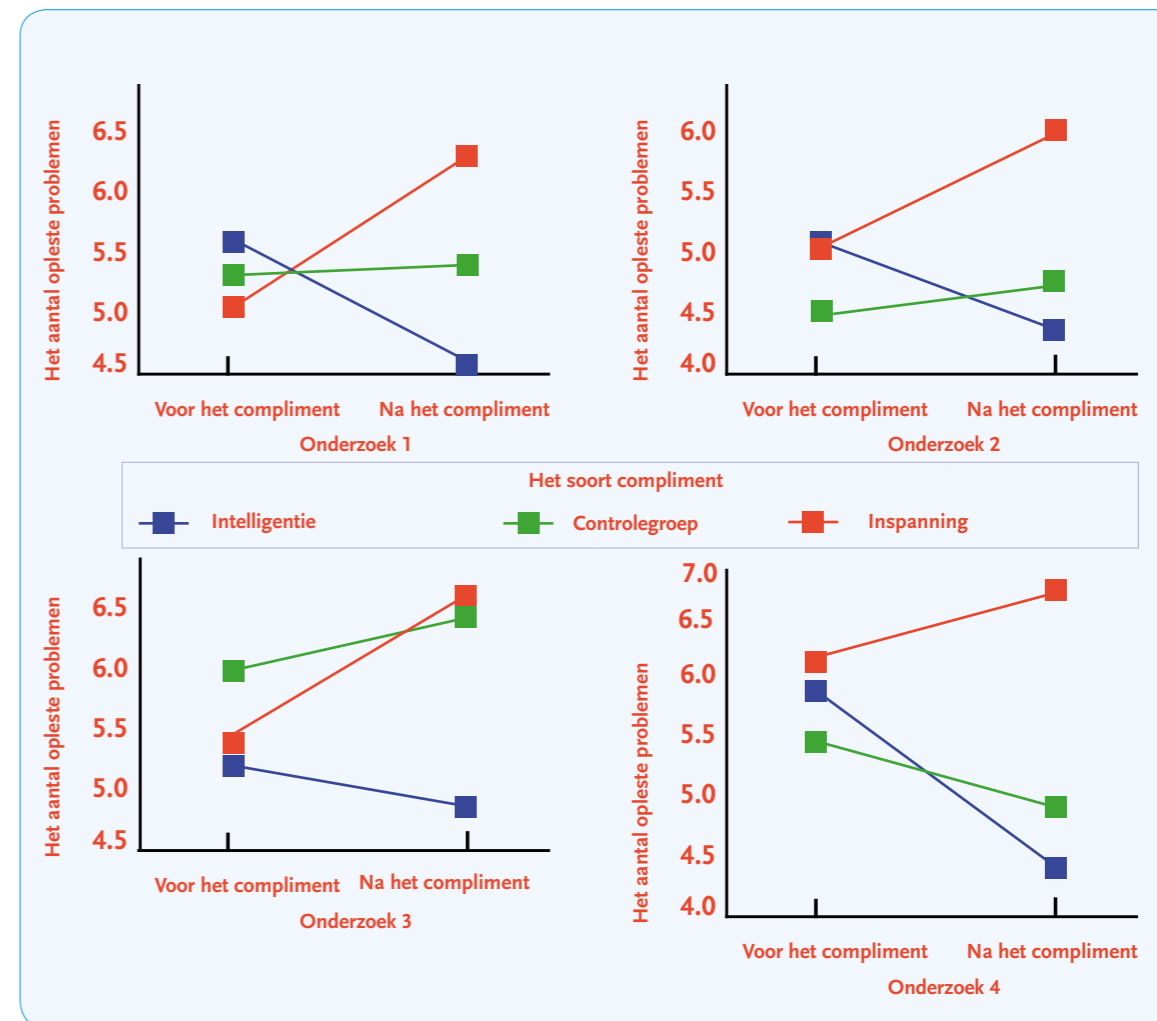 Het aantal opleste problemen
6.5
6.0
5.5
5.0
4.5
Voor het compliment Na het compliment
Onderzoek 1
Het aantal opleste problemen
6.0
5.5
5.0
4.5
4.0
Voor het compliment Na het compliment
Onderzoek 2
Het soort compliment
Intelligentie Controlegroep Inspanning
Het aantal opleste problemen
6.5
6.0
5.5
5.0
4.5
Voor het compliment Na het compliment
Onderzoek 3
Het aantal opleste problemen
7.0
6.5
6.0
5.5
5.0
4.5
4.0
Voor het compliment Na het compliment
Onderzoek 4